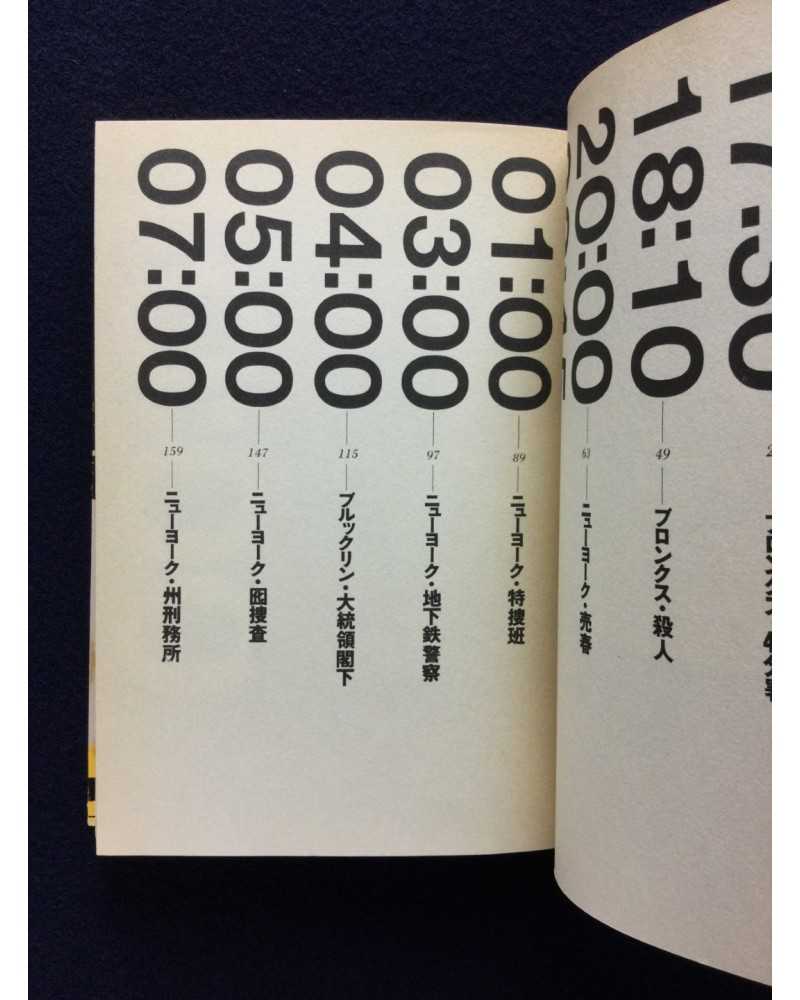 17:30
18:10
49
ブロンクス・殺人
20:00
63
ニューヨーク・売春
01:00
89
ニューヨーク・特捜班
03:00
97
ニューヨーク・地下鉄警察
04:00
115
ブルックリン・大統領閣下
05:00
147
ニューヨーク・囮捜査
07:00
159
ニューヨーク・州刑務所